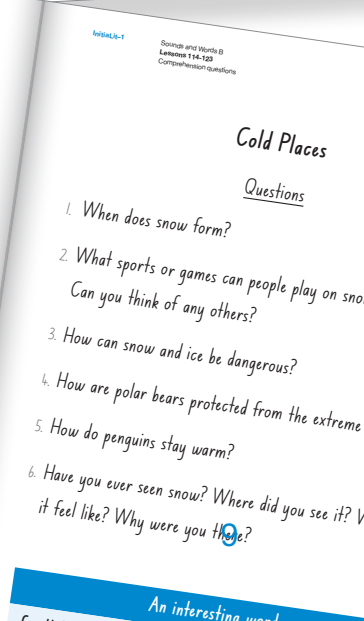 InitiaLit–1
Sounds and Words B
Lessons 114–123
Comprehension questions
Cold Places
Questions
1. When does snow form?
2. What sports or games can people play on
Can you think of any others?
3. How can snow and ice be dangerous?
4. How are polar bears protected from the extreme
5. How do penguins stay warm?
6. Have you ever seen snow? Where did you see it?
it feel like? Why were you there?
9
An interesting